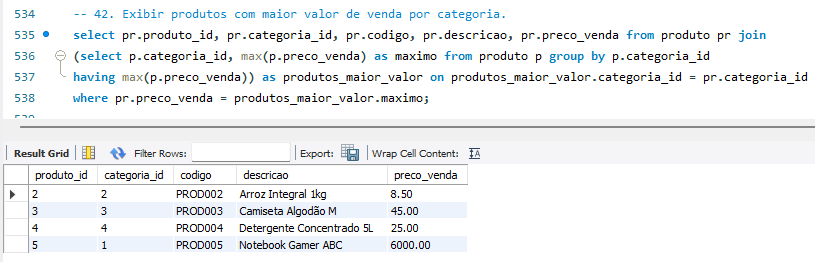 534 -- 42. Exibir produtos com maior valor de venda por categoria.
535 select pr.produto_id, pr.categoria_id, pr.codigo, pr.descricao, pr.preco_venda from produto pr join
536 (select p.categoria_id, max(p.preco_venda) as maximo from produto p group by p.categoria_id
537 having max(p.preco_venda)) as produtos_maior_valor on produtos_maior_valor.categoria_id = pr.categoria_id
538 where pr.preco_venda = produtos_maior_valor.maximo;
Result Grid Filter Rows: Export: Wrap Cell Content:
produto_id categoria_id codigo descricao preco_venda
2 2 PROD002 Arroz Integral 1kg 8.50
3 3 PROD003 Camiseta Algodão M 45.00
4 4 PROD004 Detergente Concentrado 5L 25.00
5 1 PROD005 Notebook Gamer ABC 6000.00